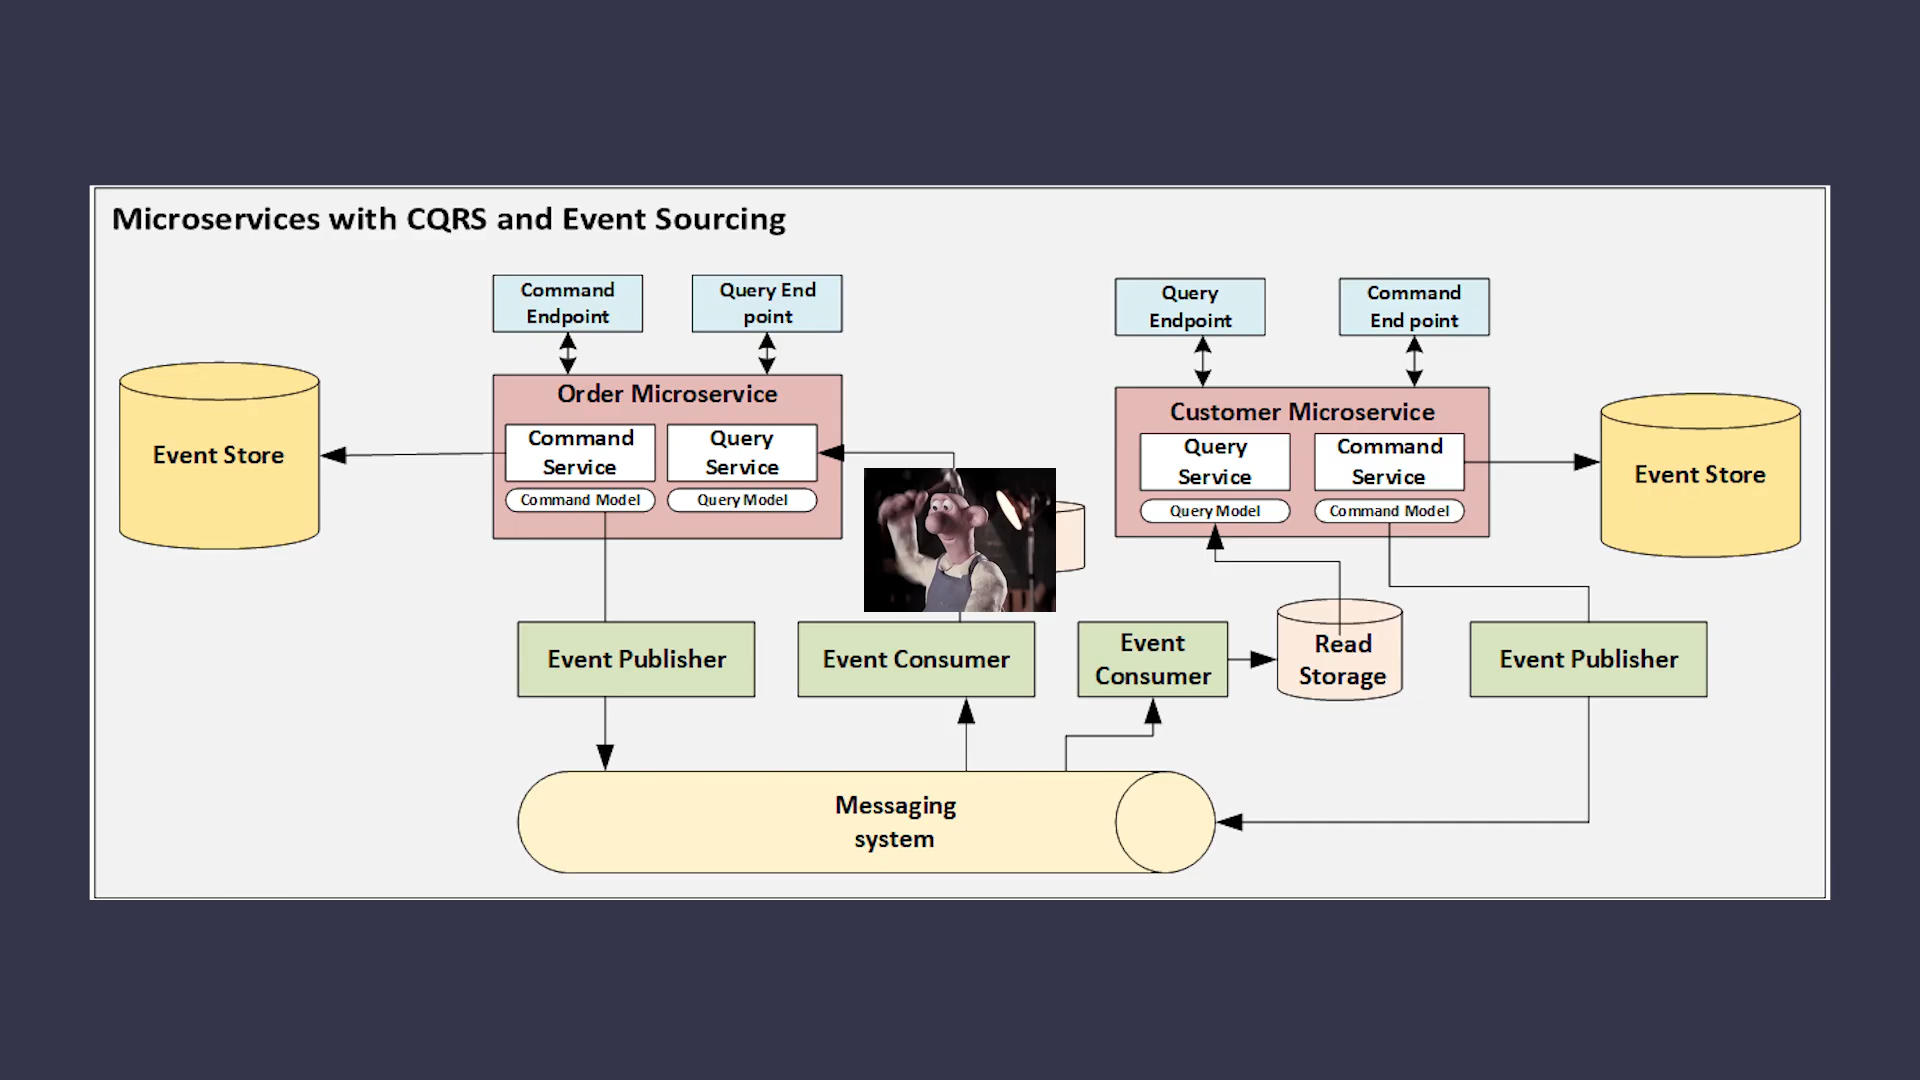 Microservices with CQRS and Event Sourcing
Command
Endpoint
Query End
point
Query
Endpoint
Command
End point
Event Store
Order Microservice
Command
Service
Query
Service
Command Model
Query Model
Customer Microservice
Query
Service
Command
Service
Query Model
Command Model
Event Store
Event Publisher
Event Consumer
Event
Consumer
Read
Storage
Event Publisher
Messaging
system